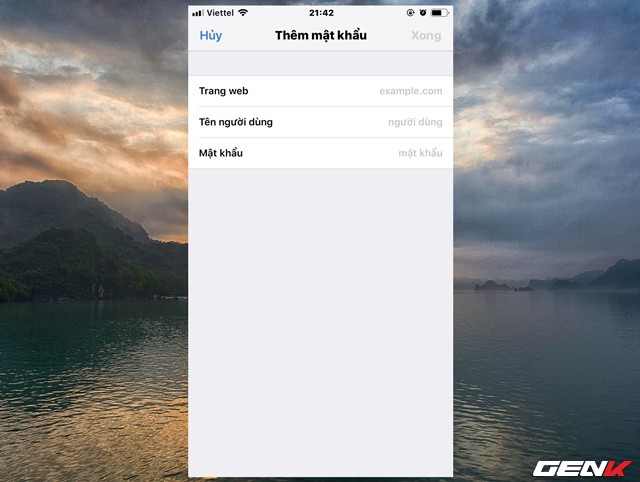 Viettel 21:42
Hủy Thêm mật khẩu Xong
Trang web example.com
Tên người dùng người dùng
Mật khẩu mật khẩu
GENK